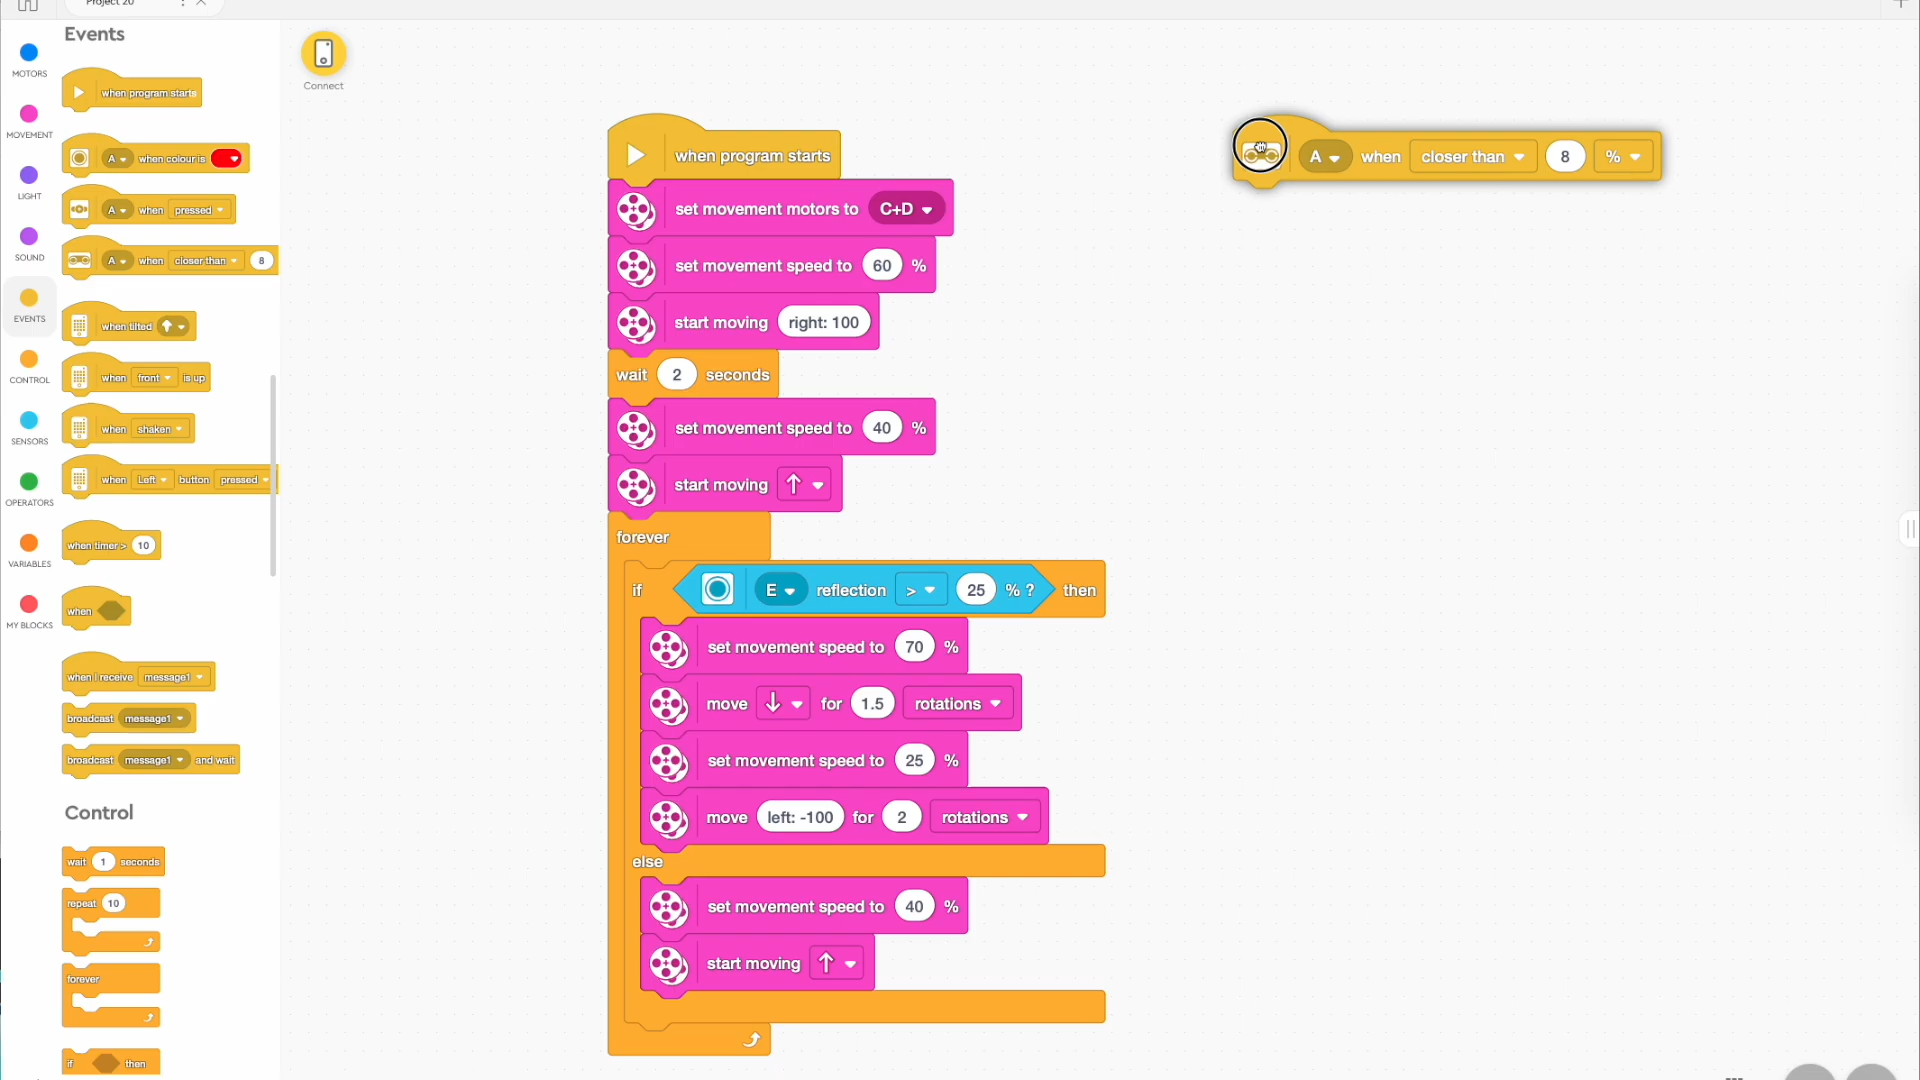 Project 20
Events
MOTORS
when program starts
MOVEMENT
A when colour is
LIGHT
A when pressed
SOUND
A when closer than 8
EVENTS
when tilted
CONTROL
when front is up
SENSORS
when shaken
OPERATORS
when Left button pressed
VARIABLES
when timer > 10
MY BLOCKS
when
when I receive message1
broadcast message1
broadcast message1 and wait
Control
wait 1 seconds
repeat 10
forever
if then
Connect
when program starts
set movement motors to C+D
set movement speed to 60 %
start moving right: 100
wait 2 seconds
set movement speed to 40 %
start moving ↑
forever
if E reflection > 25 % ? then
set movement speed to 70 %
move ↓ for 1.5 rotations
set movement speed to 25 %
move left: -100 for 2 rotations
else
set movement speed to 40 %
start moving ↑
A when closer than 8 %